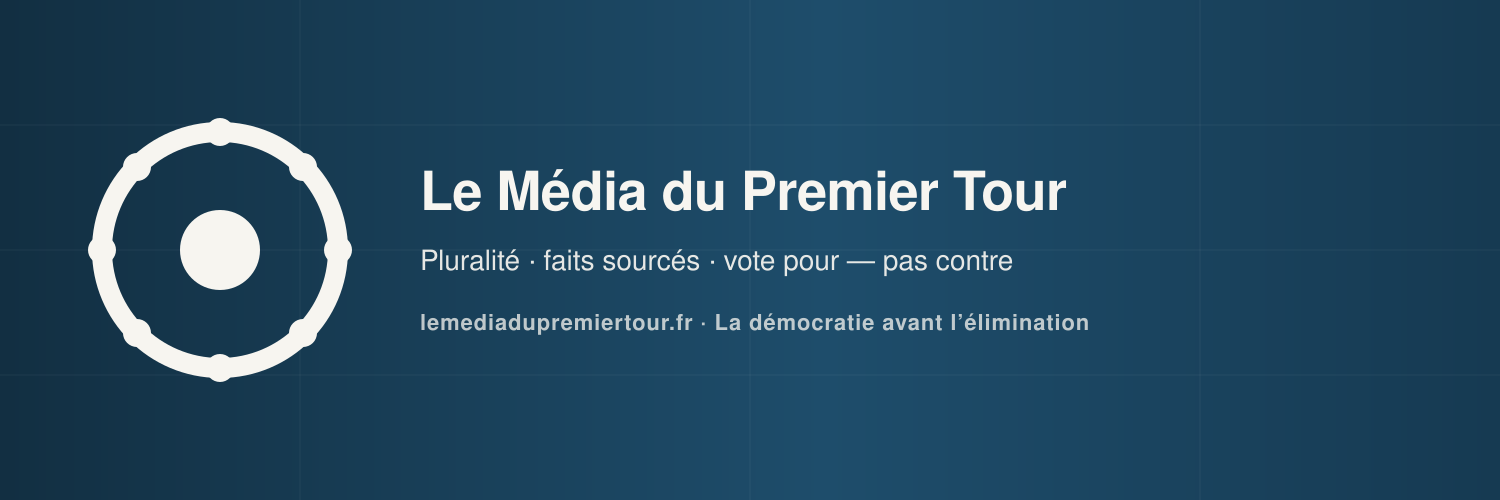 Le Média du Premier Tour
Pluralité · faits sourcés · vote pour — pas contre
lemediadupremiertour.fr · La démocratie avant l’élimination